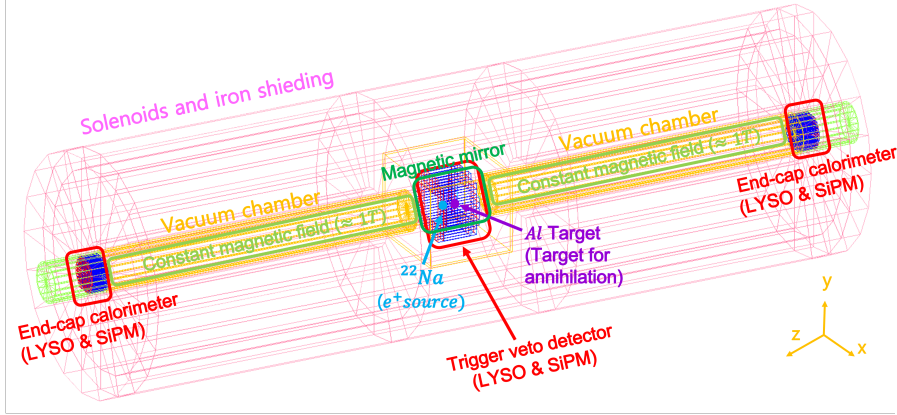 Solenoids and iron shieding
Vacuum chamber
Magnetic mirror
Constant magnetic field (≈ 1T)
End-cap calorimeter
(LYSO & SiPM)
Vacuum chamber
Constant magnetic field (≈ 1T)
Al Target
(Target for
annihilation)
²²Na
(e⁺source)
End-cap calorimeter
(LYSO & SiPM)
Trigger veto detector
(LYSO & SiPM)
y
z
x